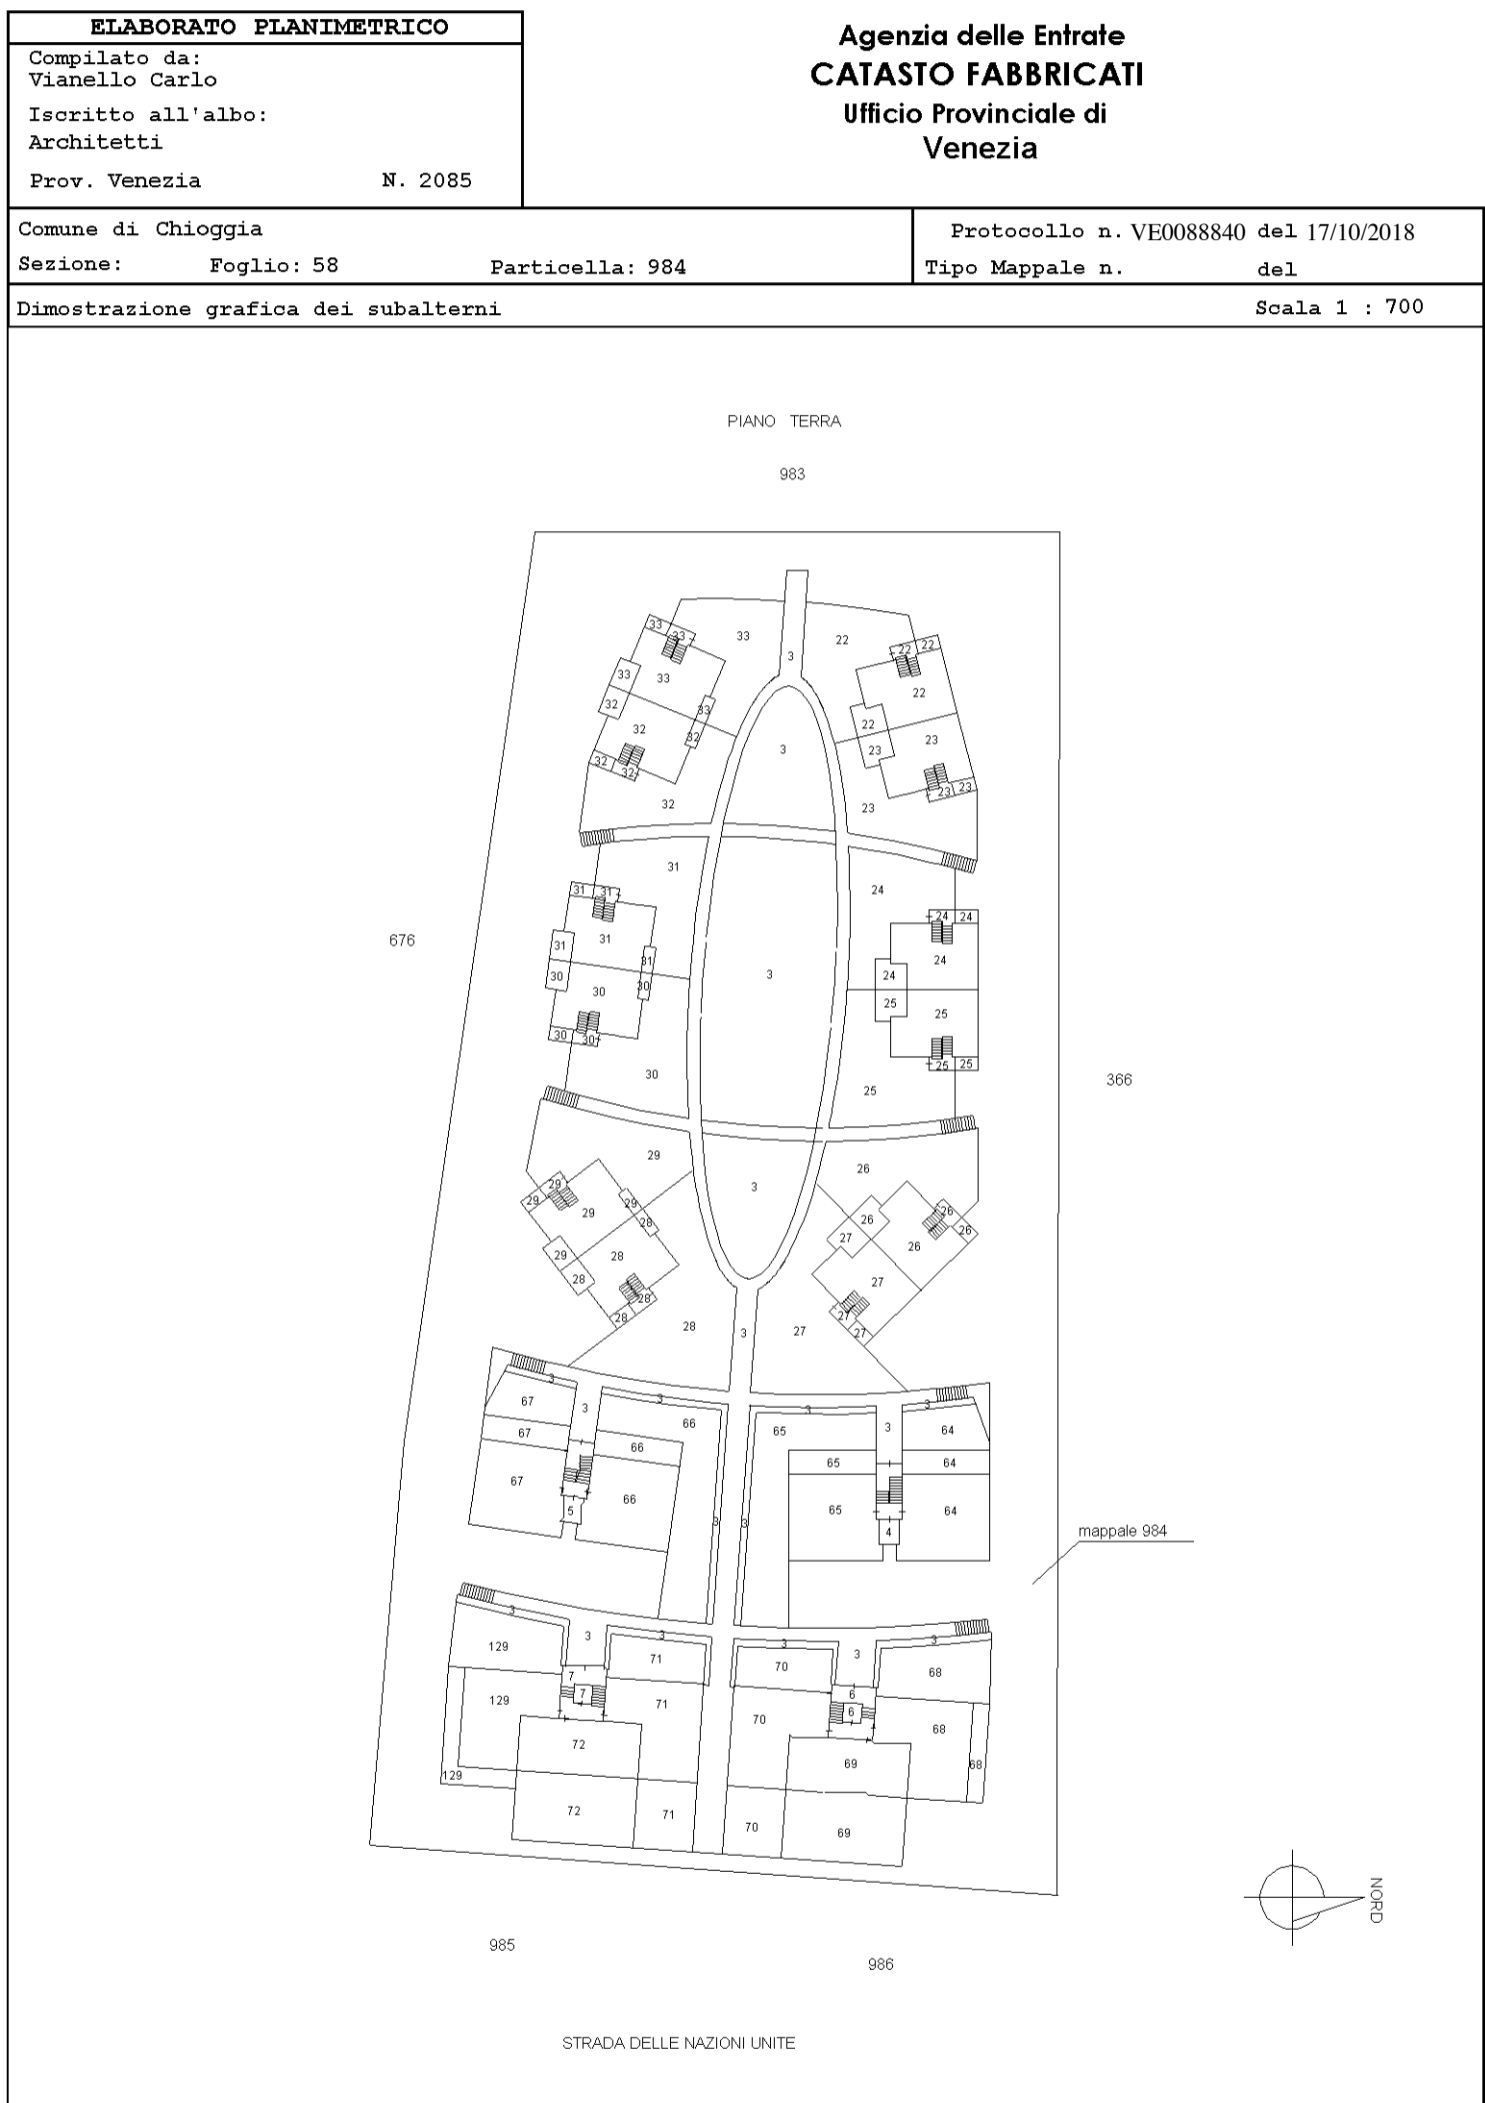 ELABORATO PLANIMETRICO
Compilato da:
Vianello Carlo
Iscritto all'albo:
Architetti
Prov. Venezia N. 2085
Agenzia delle Entrate
CATASTO FABBRICATI
Ufficio Provinciale di
Venezia
Comune di Chioggia
Sezione: Foglio: 58 Particella: 984
Protocollo n. VE0088840 del 17/10/2018
Tipo Mappale n. del
Dimostrazione grafica dei subalterni Scala 1 : 700
PIANO TERRA
983
33 33 33 22 22 22
3
33 33 22
32 33 22
32 32 23 23
3
32 32 23 23
32 23
31 24
31 31 24 24
31 31 24
31 24
676
3
30 30 30 25
25
30 30 25 25
30 25
366
29 26
3
29 29 29 26 26
29 28 26 26
29 28 27 26
28 27
28 28 27 27
28 3 27
3 3 3 3
67 3 66 65 3 64
67 66 65 64
67 66 65 64
5 3 3 4
mappale 984
3 3 3 3
129 3 71 70 3 68
7 6
129 7 71 70 6 68
72 69 68
129
72 71 70 69
NORD
985
986
STRADA DELLE NAZIONI UNITE